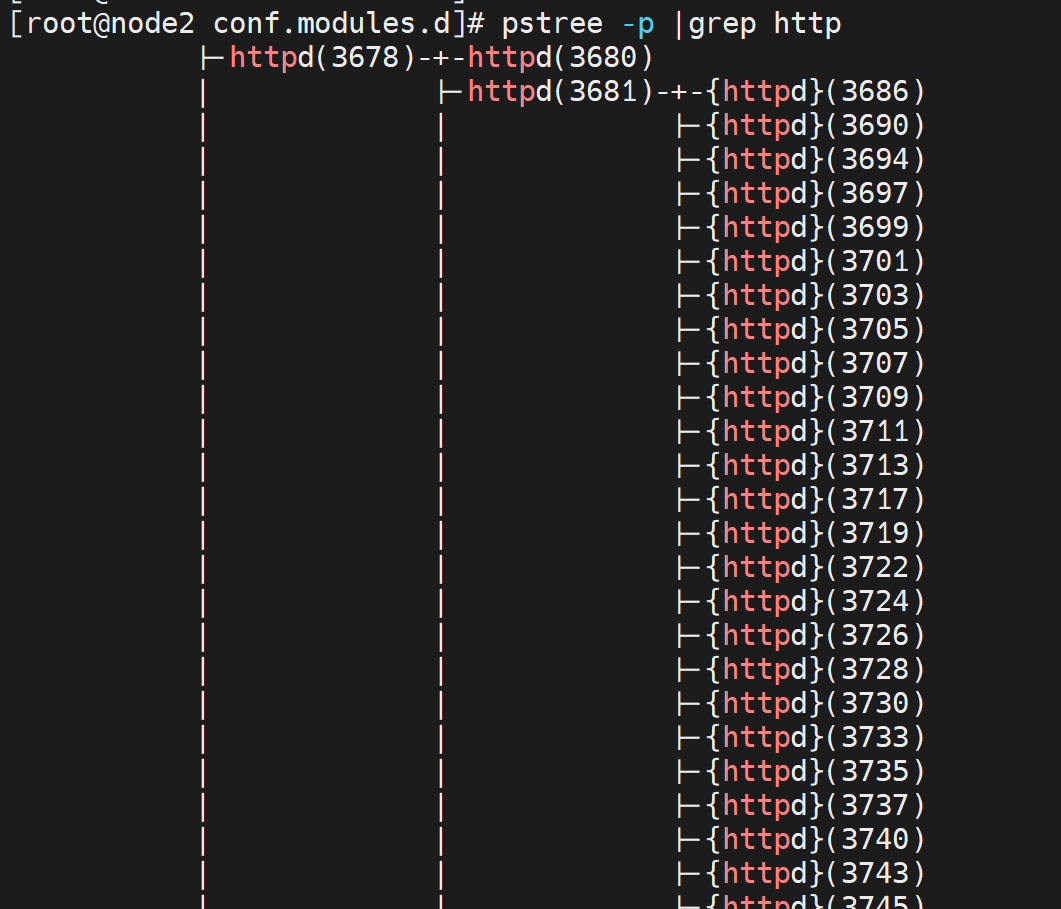 [root@node2 conf.modules.d]# pstree -p |grep http
├─httpd(3678)-+-httpd(3680)
| ├─httpd(3681)-+-{httpd}(3686)
| | ├─{httpd}(3690)
| | ├─{httpd}(3694)
| | ├─{httpd}(3697)
| | ├─{httpd}(3699)
| | ├─{httpd}(3701)
| | ├─{httpd}(3703)
| | ├─{httpd}(3705)
| | ├─{httpd}(3707)
| | ├─{httpd}(3709)
| | ├─{httpd}(3711)
| | ├─{httpd}(3713)
| | ├─{httpd}(3717)
| | ├─{httpd}(3719)
| | ├─{httpd}(3722)
| | ├─{httpd}(3724)
| | ├─{httpd}(3726)
| | ├─{httpd}(3728)
| | ├─{httpd}(3730)
| | ├─{httpd}(3733)
| | ├─{httpd}(3735)
| | ├─{httpd}(3737)
| | ├─{httpd}(3740)
| | ├─{httpd}(3743)
| | ├─{httpd}(3745)